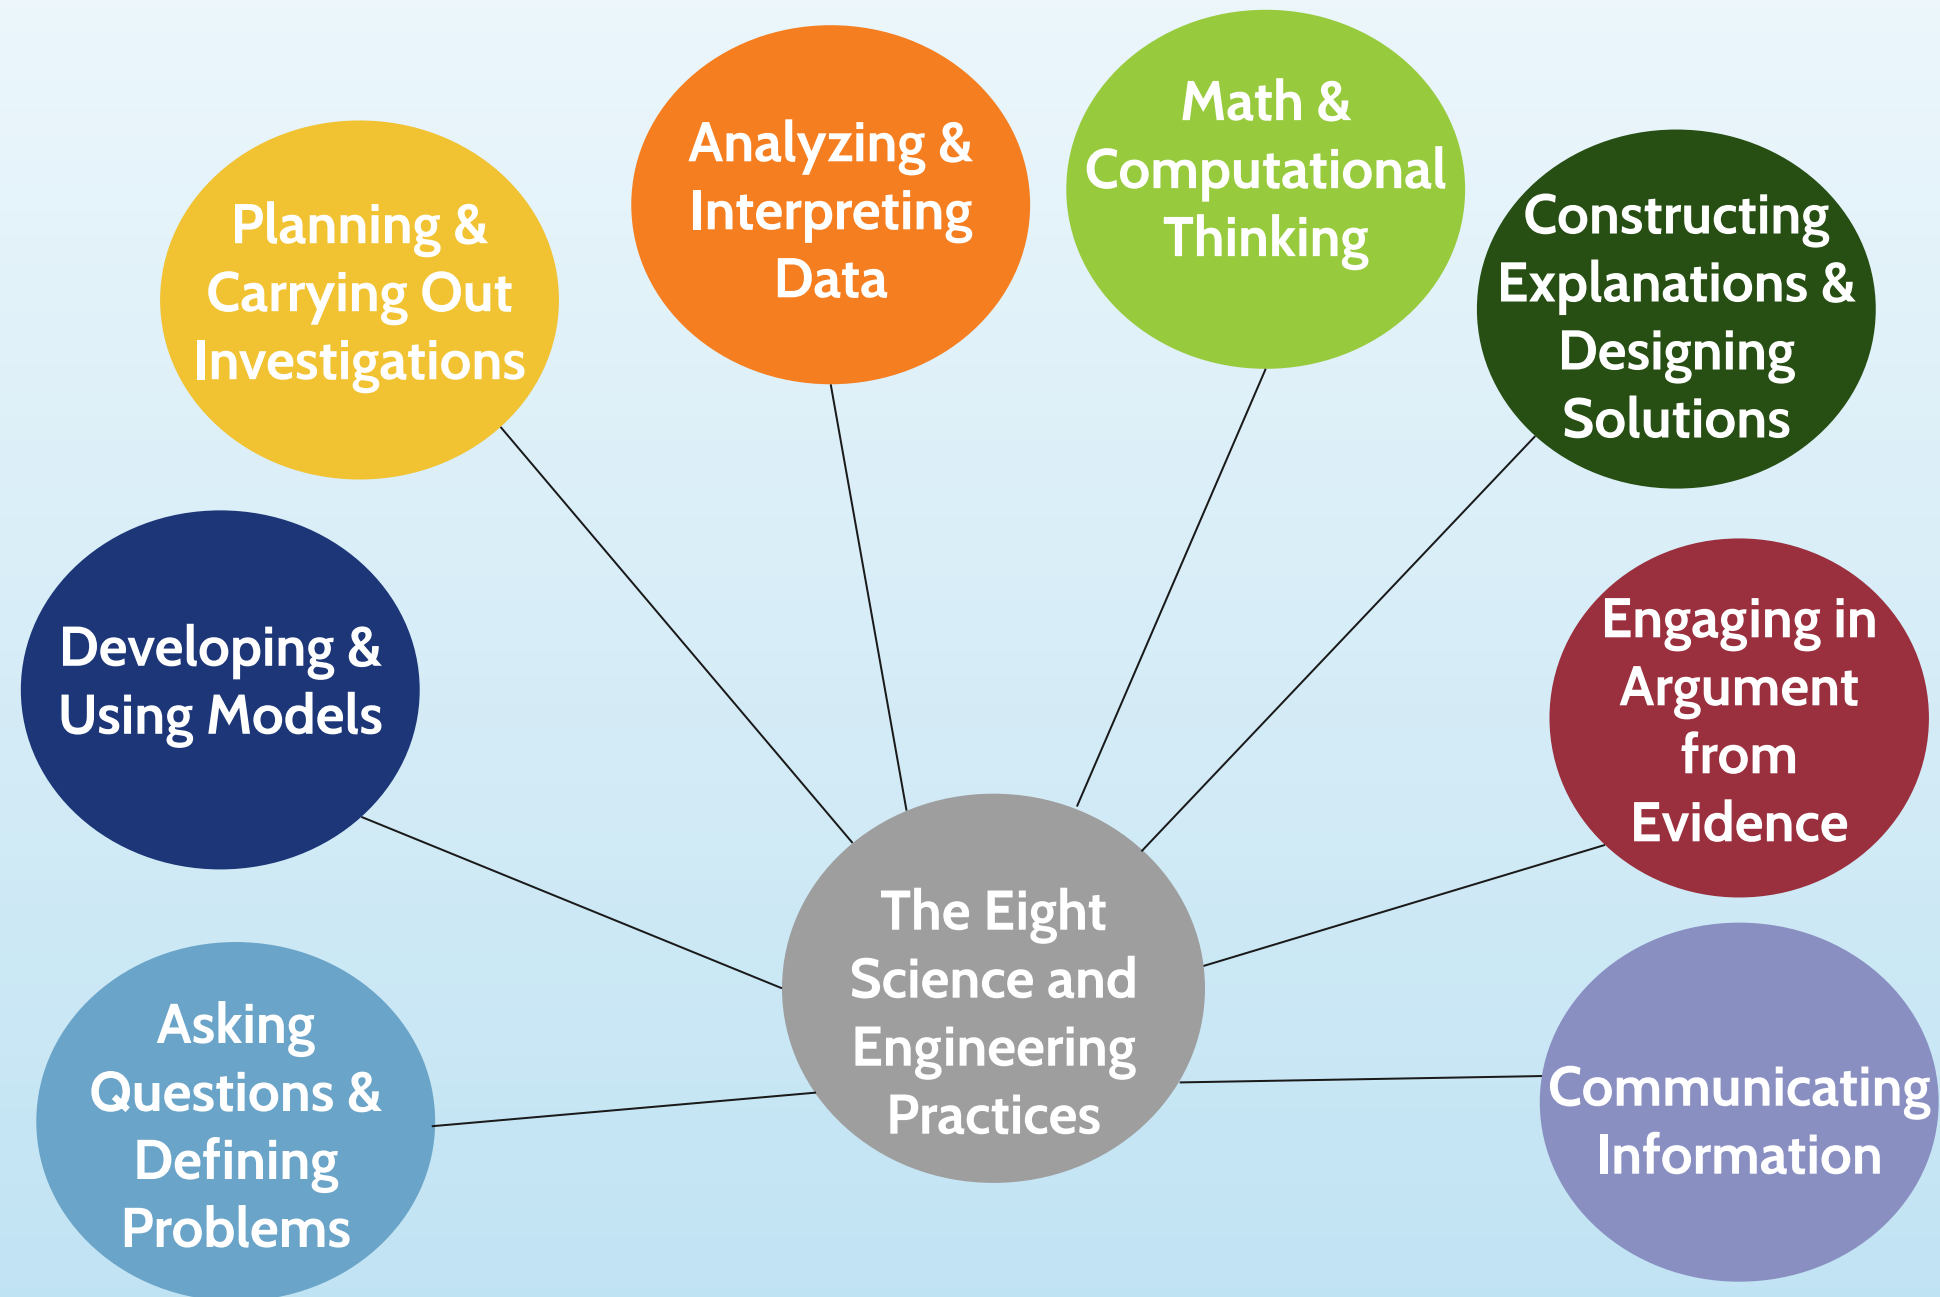 Math &
Computational
Thinking
Analyzing &
Interpreting
Data
Constructing
Explanations &
Designing
Solutions
Planning &
Carrying Out
Investigations
Engaging in
Argument
from
Evidence
Developing &
Using Models
The Eight
Science and
Engineering
Practices
Asking
Questions &
Defining
Problems
Communicating
Information